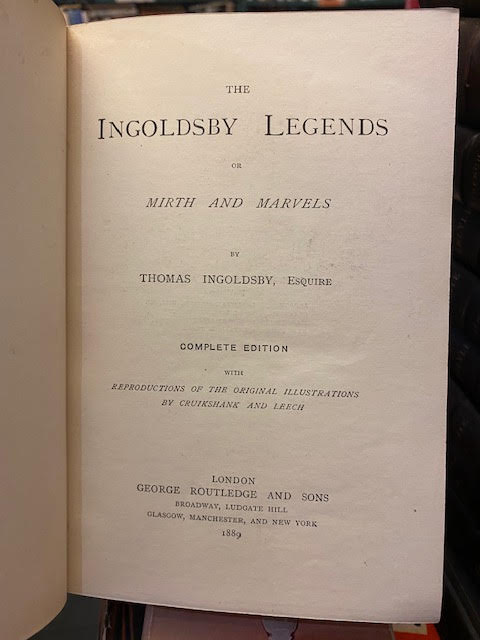 THE
INGOLDSBY LEGENDS
OR
MIRTH AND MARVELS
BY
THOMAS INGOLDSBY, ESQUIRE
COMPLETE EDITION
WITH
REPRODUCTIONS OF THE ORIGINAL ILLUSTRATIONS
BY CRUIKSHANK AND LEECH
LONDON
GEORGE ROUTLEDGE AND SONS
BROADWAY, LUDGATE HILL
GLASGOW, MANCHESTER, AND NEW YORK
1889